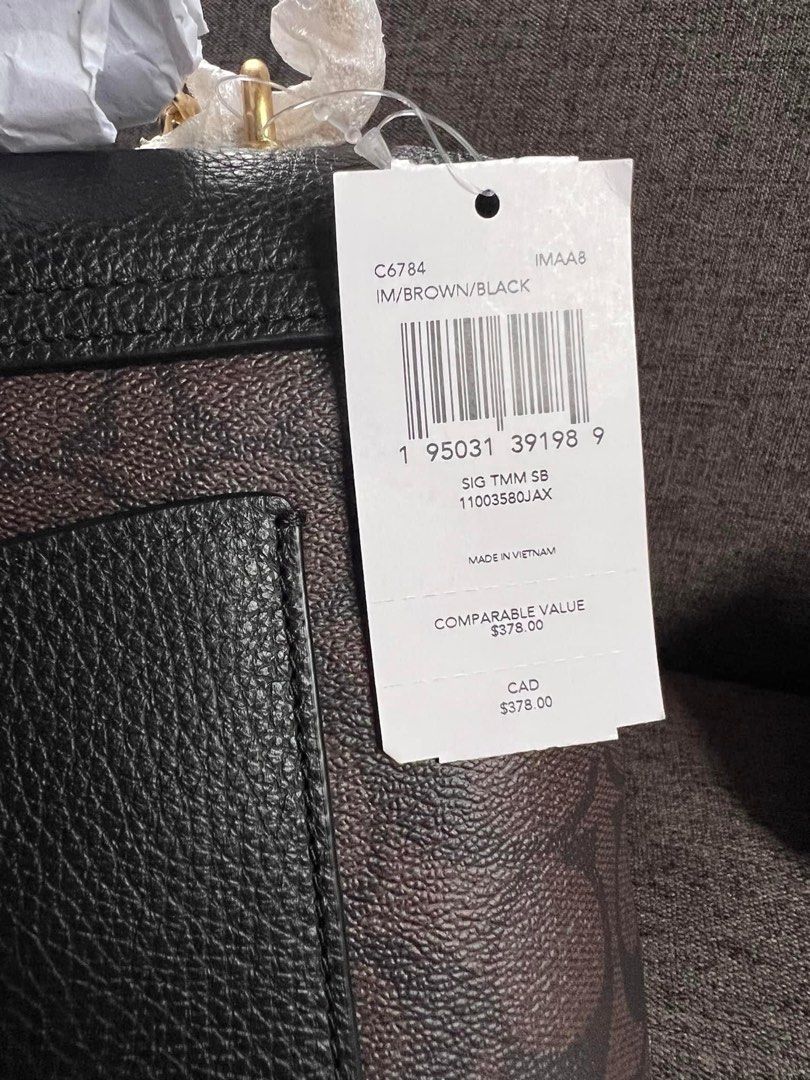 C6784 IMAA8
IM/BROWN/BLACK
1 95031 39198 9
SIG TMM SB
11003580JAX
MADE IN VIETNAM
COMPARABLE VALUE
$378.00
CAD
$378.00